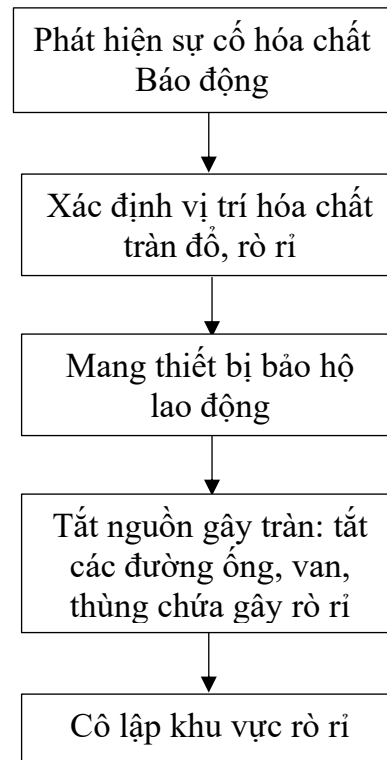 Phát hiện sự cố hóa chất
Báo động
Xác định vị trí hóa chất
tràn đổ, rò rỉ
Mang thiết bị bảo hộ
lao động
Tắt nguồn gây tràn: tắt
các đường ống, van,
thùng chứa gây rò rỉ
Cô lập khu vực rò rỉ